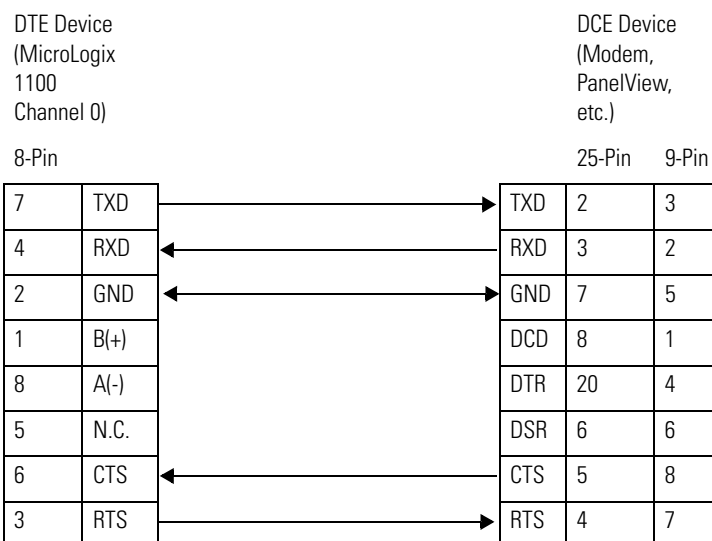 DTE Device
(MicroLogix
1100
Channel 0)
DCE Device
(Modem,
PanelView,
etc.)
8-Pin
25-Pin 9-Pin
7 TXD TXD 2 3
4 RXD RXD 3 2
2 GND GND 7 5
1 B(+) DCD 8 1
8 A(-) DTR 20 4
5 N.C. DSR 6 6
6 CTS CTS 5 8
3 RTS RTS 4 7